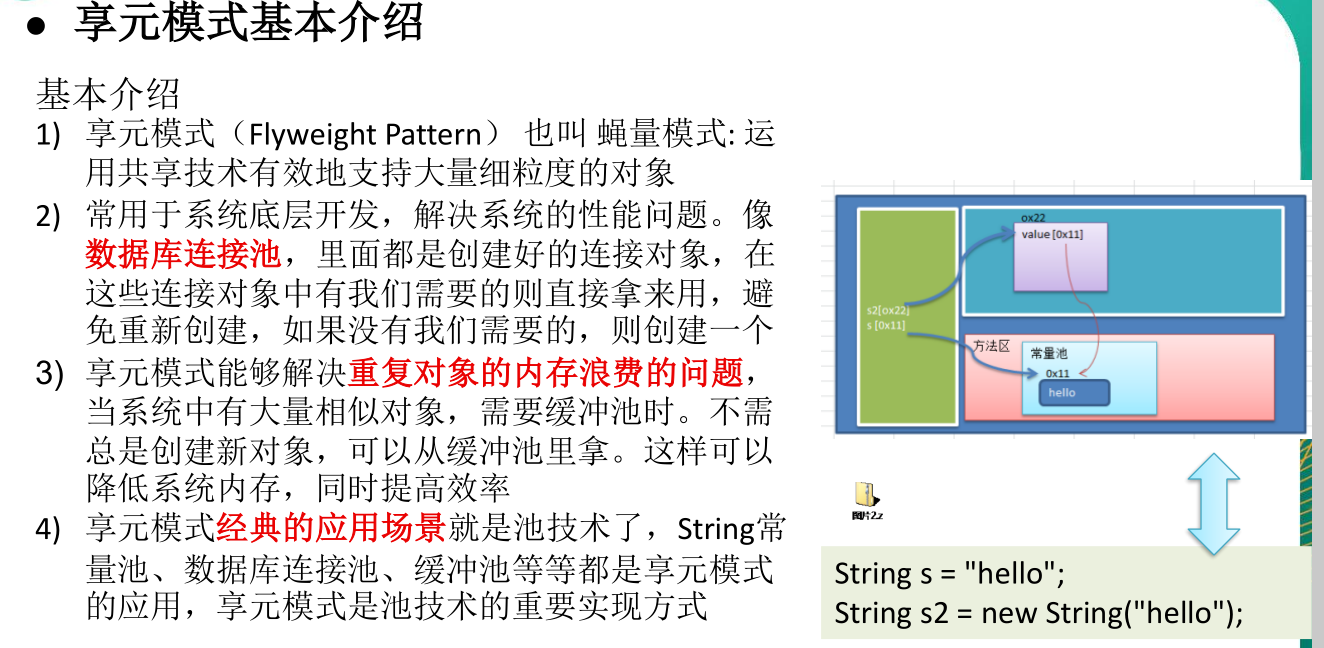 ● 享元模式基本介绍
基本介绍
1) 享元模式（Flyweight Pattern） 也叫 蝇量模式: 运
用共享技术有效地支持大量细粒度的对象
2) 常用于系统底层开发，解决系统的性能问题。像
数据库连接池，里面都是创建好的连接对象，在
这些连接对象中有我们需要的则直接拿来用，避
免重新创建，如果没有我们需要的，则创建一个
3) 享元模式能够解决重复对象的内存浪费的问题，
当系统中有大量相似对象，需要缓冲池时。不需
总是创建新对象，可以从缓冲池里拿。这样可以
降低系统内存，同时提高效率
4) 享元模式经典的应用场景就是池技术了，String常
量池、数据库连接池、缓冲池等等都是享元模式
的应用，享元模式是池技术的重要实现方式
ox22
value [0x11]
s2[ox22]
s [0x11]
方法区
常量池
0x11
hello
图片2.z
String s = "hello";
String s2 = new String("hello");